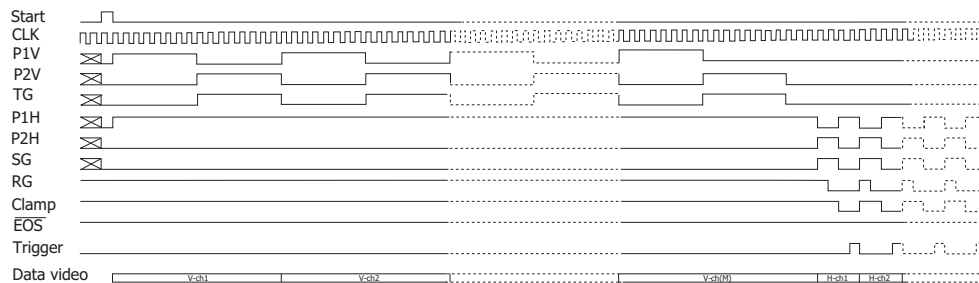 Start
CLK
P1V
P2V
TG
P1H
P2H
SG
RG
Clamp
EOS
Trigger
Data video V-ch1 V-ch2 V-ch(M) H-ch1 H-ch2